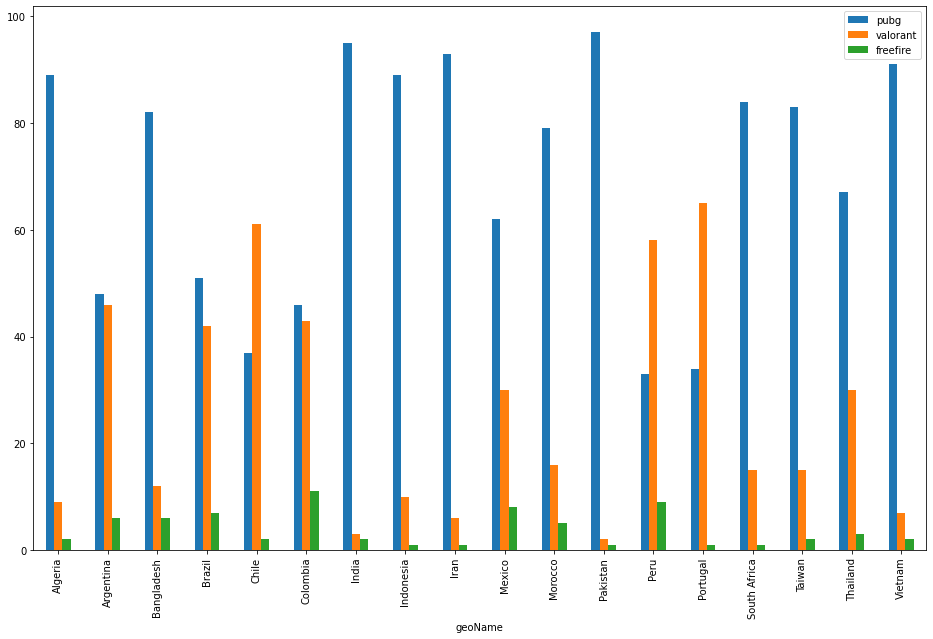 100
80
60
40
20
0
pubg
valorant
freefire
Algeria
Argentina
Bangladesh
Brazil
Chile
Colombia
India
Indonesia
Iran
Mexico
Morocco
Pakistan
Peru
Portugal
South Africa
Taiwan
Thailand
Vietnam
geoName